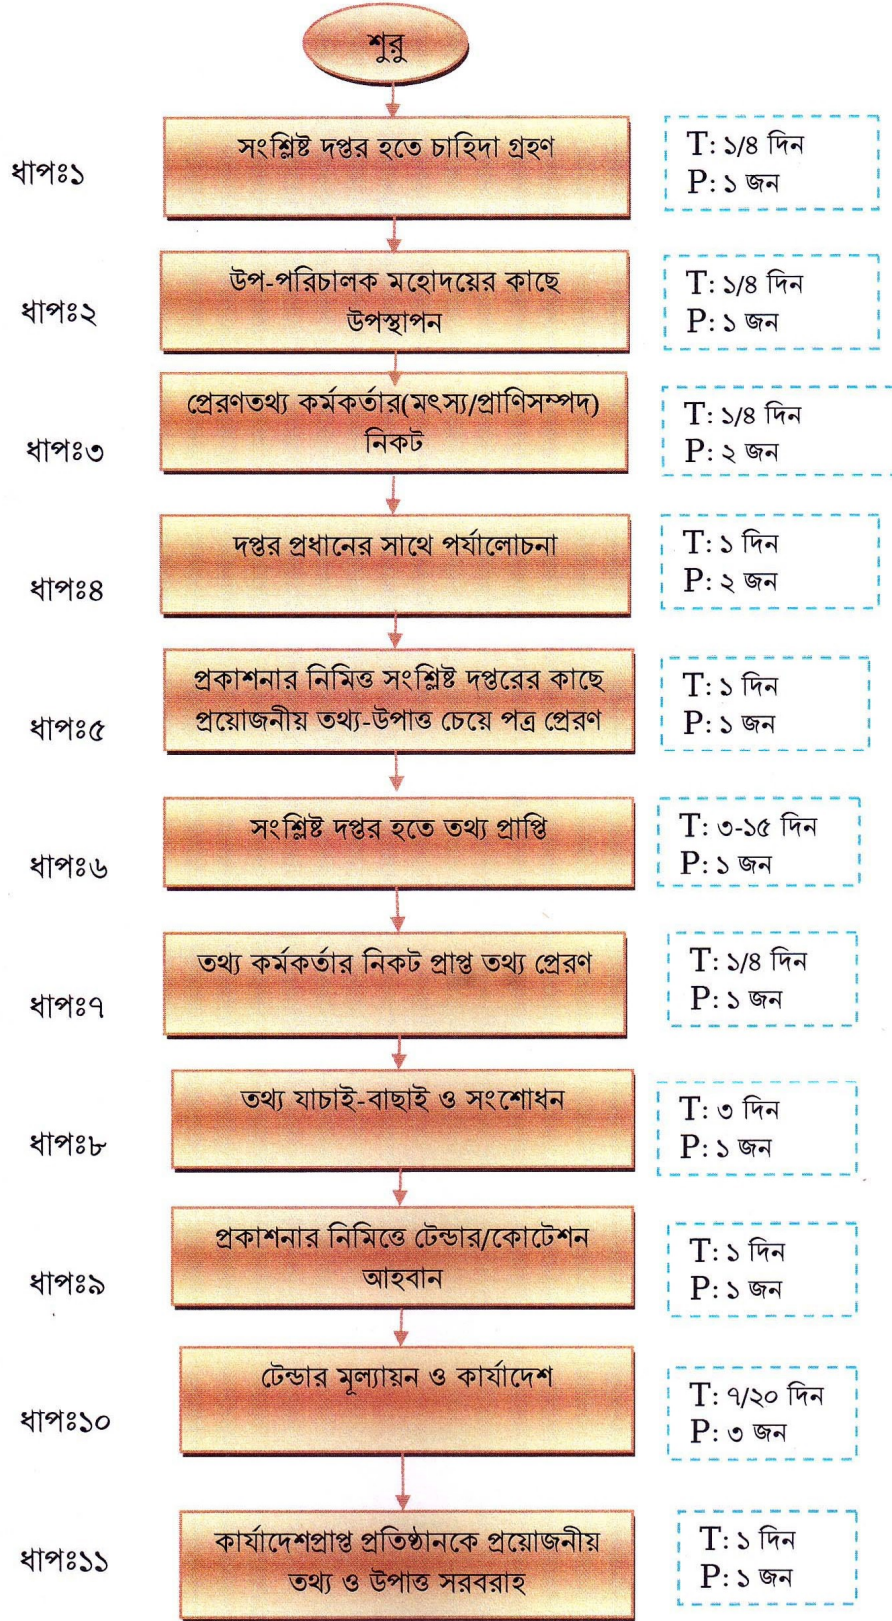 শুরু
ধাপঃ১
সংশ্লিষ্ট দপ্তর হতে চাহিদা গ্রহণ
T: ১/৪ দিন
P: ১ জন
ধাপঃ২
উপ-পরিচালক মহোদয়ের কাছে
উপস্থাপন
T: ১/৪ দিন
P: ১ জন
ধাপঃ৩
প্রেরণতথ্য কর্মকর্তার(মৎস্য/প্রাণিসম্পদ)
নিকট
T: ১/৪ দিন
P: ২ জন
ধাপঃ৪
দপ্তর প্রধানের সাথে পর্যালোচনা
T: ১ দিন
P: ২ জন
ধাপঃ৫
প্রকাশনার নিমিত্ত সংশ্লিষ্ট দপ্তরের কাছে
প্রয়োজনীয় তথ্য-উপাত্ত চেয়ে পত্র প্রেরণ
T: ১ দিন
P: ১ জন
ধাপঃ৬
সংশ্লিষ্ট দপ্তর হতে তথ্য প্রাপ্তি
T: ৩-১৫ দিন
P: ১ জন
ধাপঃ৭
তথ্য কর্মকর্তার নিকট প্রাপ্ত তথ্য প্রেরণ
T: ১/৪ দিন
P: ১ জন
ধাপঃ৮
তথ্য যাচাই-বাছাই ও সংশোধন
T: ৩ দিন
P: ১ জন
ধাপঃ৯
প্রকাশনার নিমিত্তে টেন্ডার/কোটেশন
আহবান
T: ১ দিন
P: ১ জন
ধাপঃ১০
টেন্ডার মূল্যায়ন ও কার্যাদেশ
T: ৭/২০ দিন
P: ৩ জন
ধাপঃ১১
কার্যাদেশপ্রাপ্ত প্রতিষ্ঠানকে প্রয়োজনীয়
তথ্য ও উপাত্ত সরবরাহ
T: ১ দিন
P: ১ জন